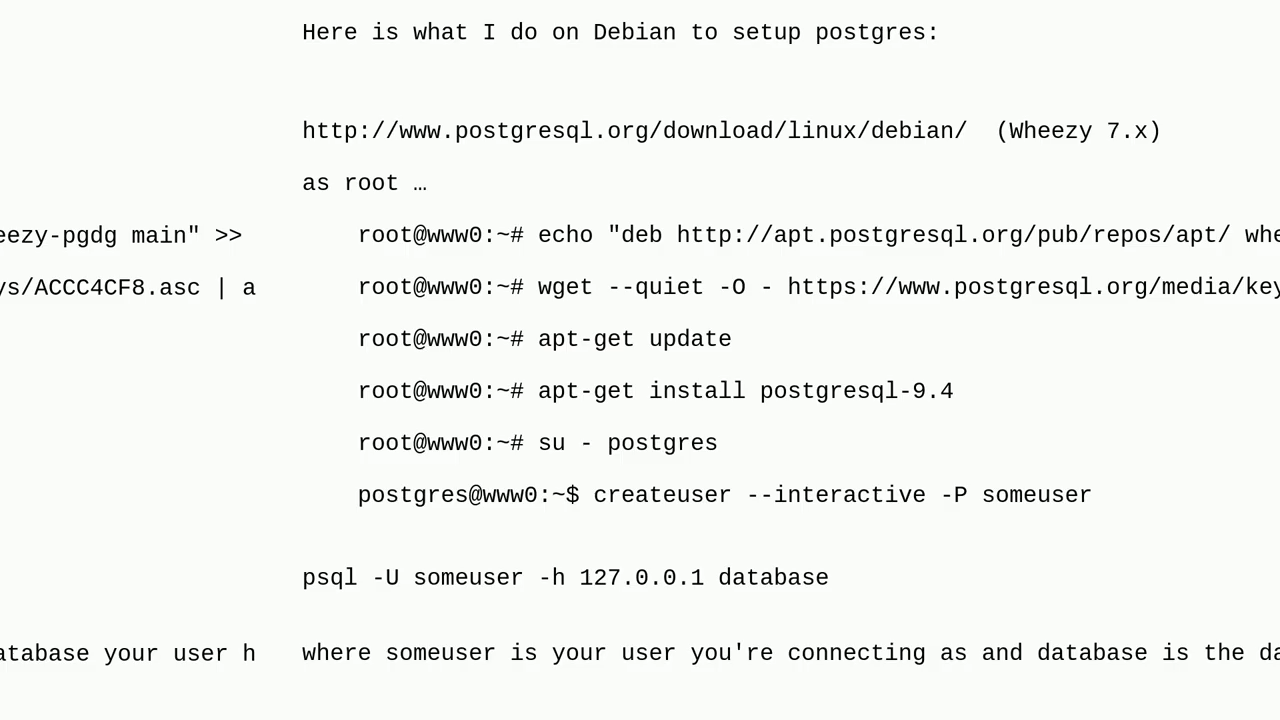 Here is what I do on Debian to setup postgres:
http://www.postgresql.org/download/linux/debian/  (Wheezy 7.x)
as root …
eezy-pgdg main" >>
root@www0:~# echo "deb http://apt.postgresql.org/pub/repos/apt/ whe
ys/ACCC4CF8.asc | a
root@www0:~# wget --quiet -O - https://www.postgresql.org/media/key
root@www0:~# apt-get update
root@www0:~# apt-get install postgresql-9.4
root@www0:~# su - postgres
postgres@www0:~$ createuser --interactive -P someuser
psql -U someuser -h 127.0.0.1 database
atabase your user h
where someuser is your user you're connecting as and database is the da